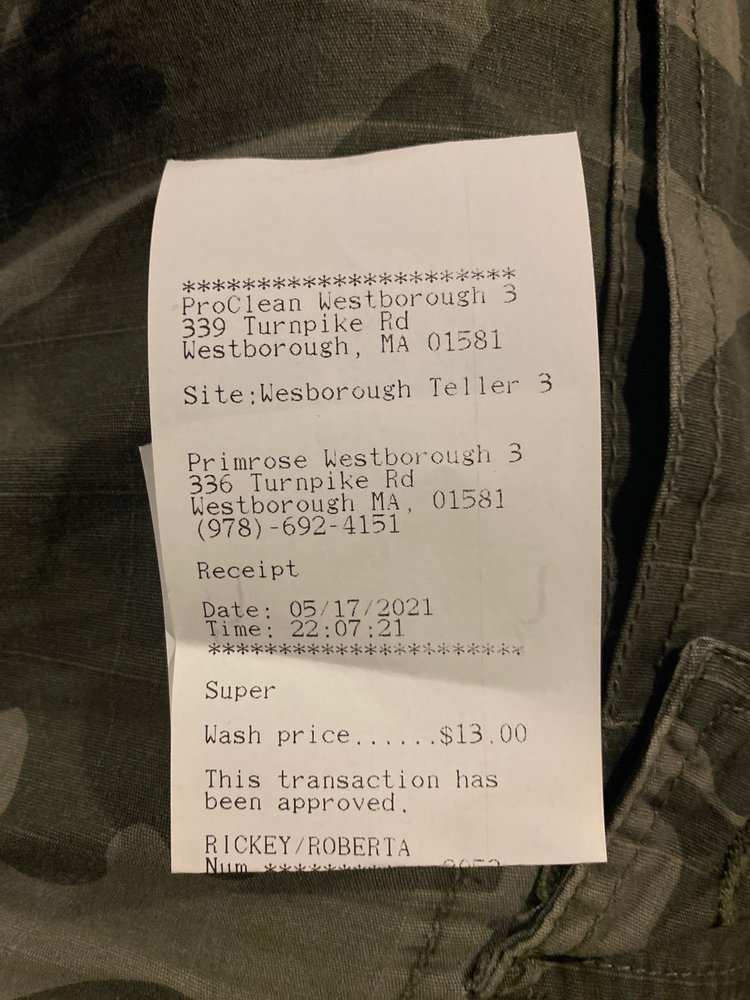 **********************
ProClean Westborough 3
339 Turnpike Rd
Westborough, MA 01581
Site:Wesborough Teller 3
Primrose Westborough 3
336 Turnpike Rd
Westborough MA, 01581
(978)-692-4151
Receipt
Date: 05/17/2021
Time: 22:07:21
**********************
Super
Wash price......$13.00
This transaction has
been approved.
RICKEY/ROBERTA
Num ************